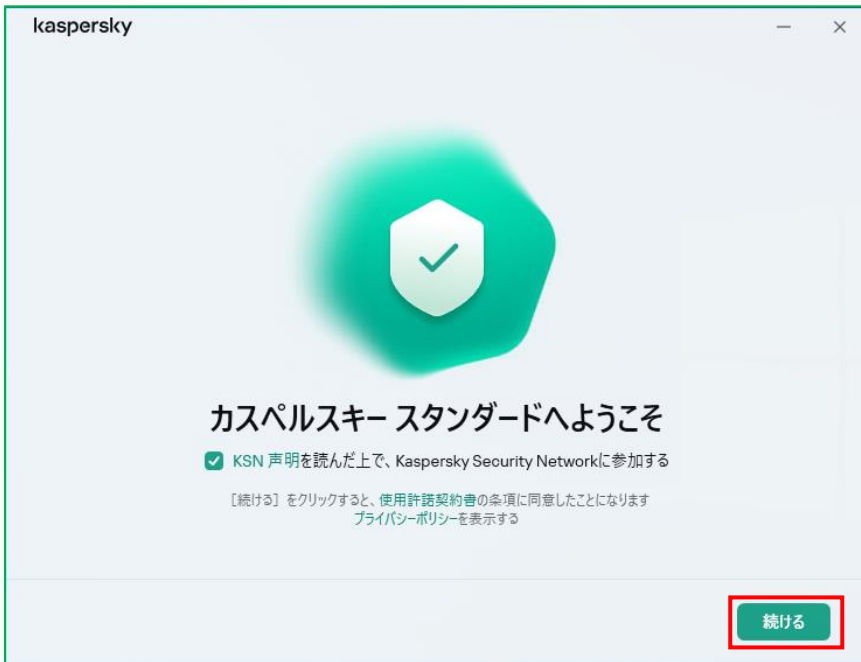 kaspersky
カスペルスキー スタンダードへようこそ
KSN 声明を読んだ上で、Kaspersky Security Networkに参加する
［続ける］をクリックすると、使用許諾契約書の条項に同意したことになります
プライバシーポリシーを表示する
続ける